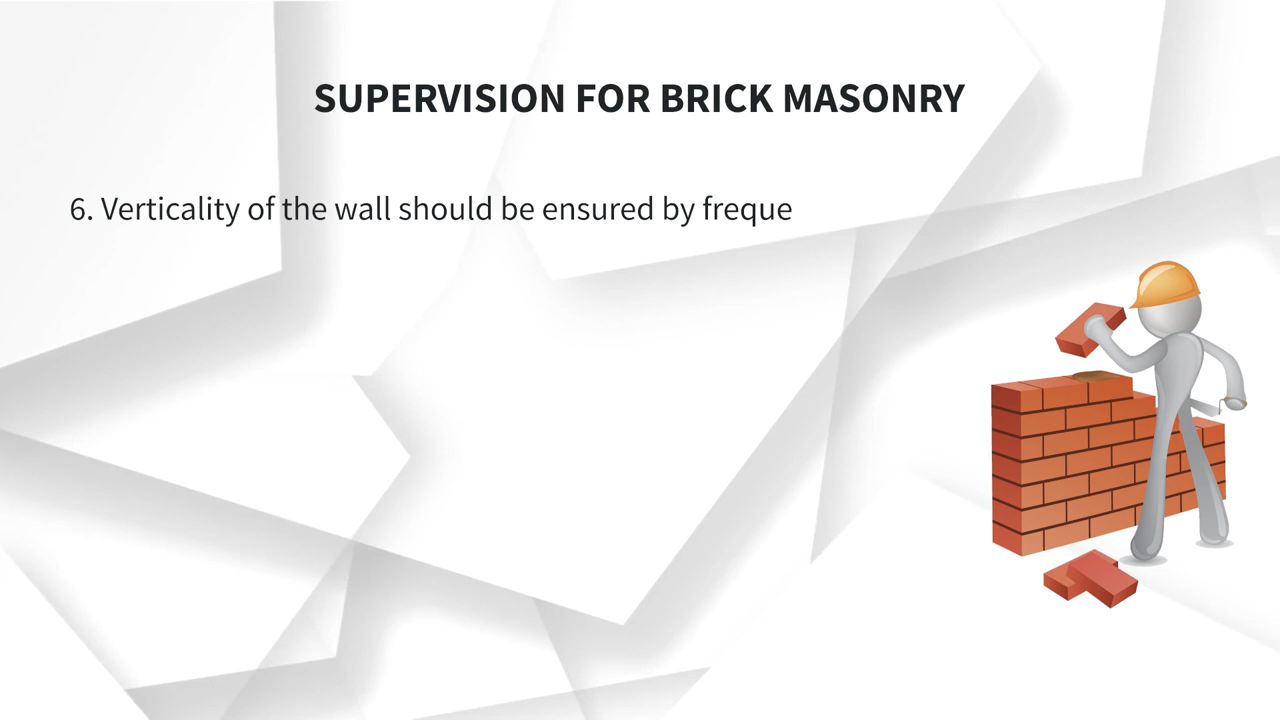 SUPERVISION FOR BRICK MASONRY
6. Verticality of the wall should be ensured by freque